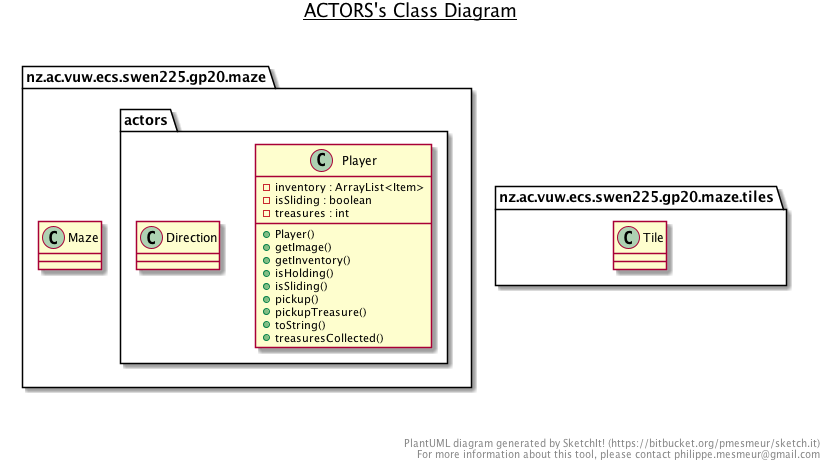 ACTORS's Class Diagram
nz.ac.vuw.ecs.swen225.gp20.maze
actors
C Player
inventory : ArrayList<Item>
isSliding : boolean
treasures : int
Player()
getImage()
getInventory()
isHolding()
isSliding()
pickup()
pickupTreasure()
toString()
treasuresCollected()
C Maze
C Direction
nz.ac.vuw.ecs.swen225.gp20.maze.tiles
C Tile
PlantUML diagram generated by SketchIt! (https://bitbucket.org/pmesmeur/sketch.it)
For more information about this tool, please contact philippe.mesmeur@gmail.com